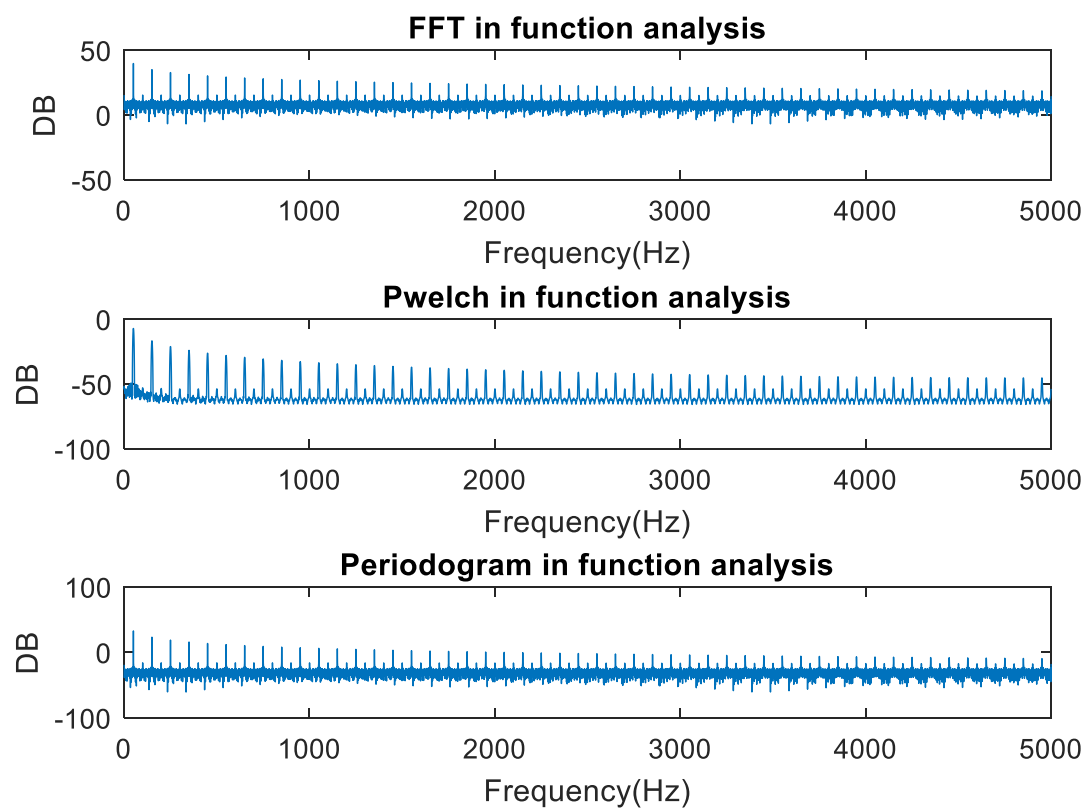 FFT in function analysis
50
0
-50
DB
0 1000 2000 3000 4000 5000
Frequency(Hz)
Pwelch in function analysis
0
-50
-100
DB
0 1000 2000 3000 4000 5000
Frequency(Hz)
Periodogram in function analysis
100
0
-100
DB
0 1000 2000 3000 4000 5000
Frequency(Hz)